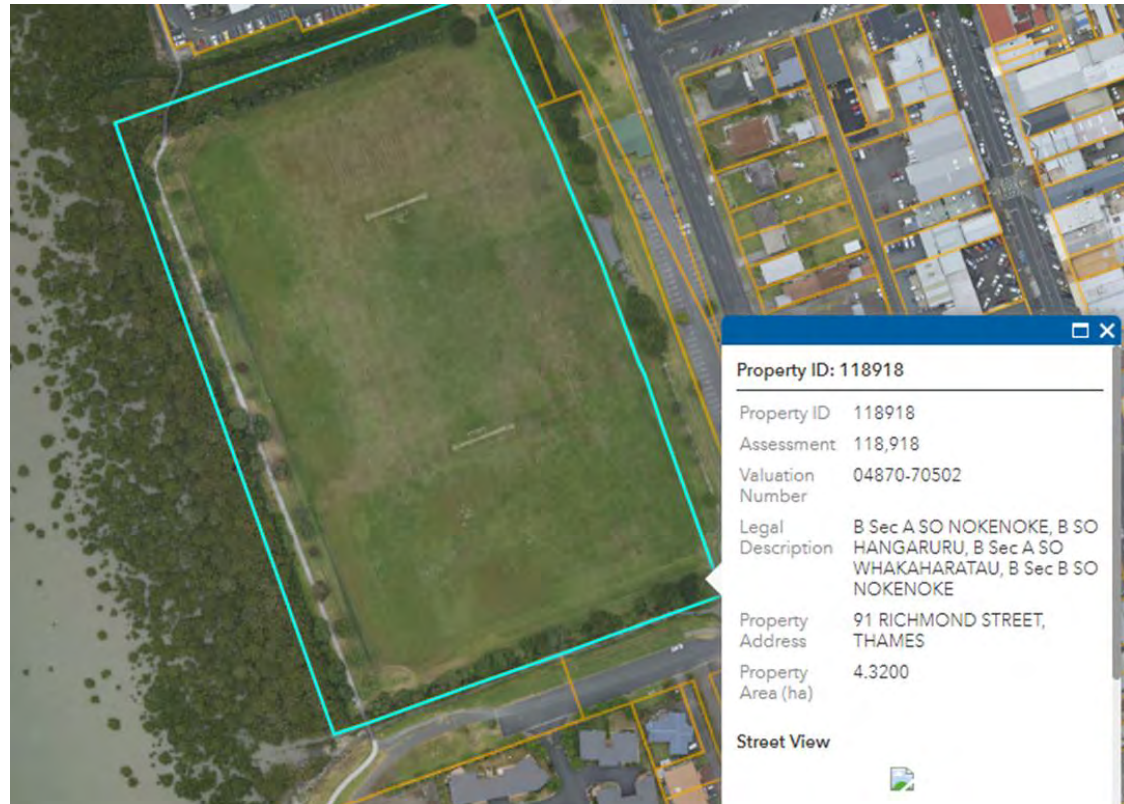 Property ID: 118918
Property ID 118918
Assessment 118,918
Valuation Number 04870-70502
Legal Description B Sec A SO NOKENOKE, B SO
HANGARURU, B Sec A SO
WHAKAHARATAU, B Sec B SO
NOKENOKE
Property Address 91 RICHMOND STREET,
THAMES
Property Area (ha) 4.3200
Street View